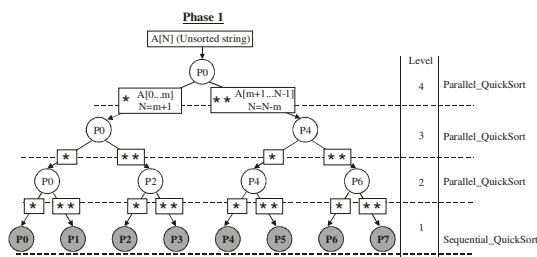 Phase 1
A[N] (Unsorted string)
Level
P0
* A[0...m] N=m+1
** A[m+1...N-1] N=N-m
4 Parallel_QuickSort
P0 P4
3 Parallel_QuickSort
* ** * **
P0 P2 P4 P6
2 Parallel_QuickSort
* ** * ** * ** * **
1
P0 P1 P2 P3 P4 P5 P6 P7
Sequential_QuickSort